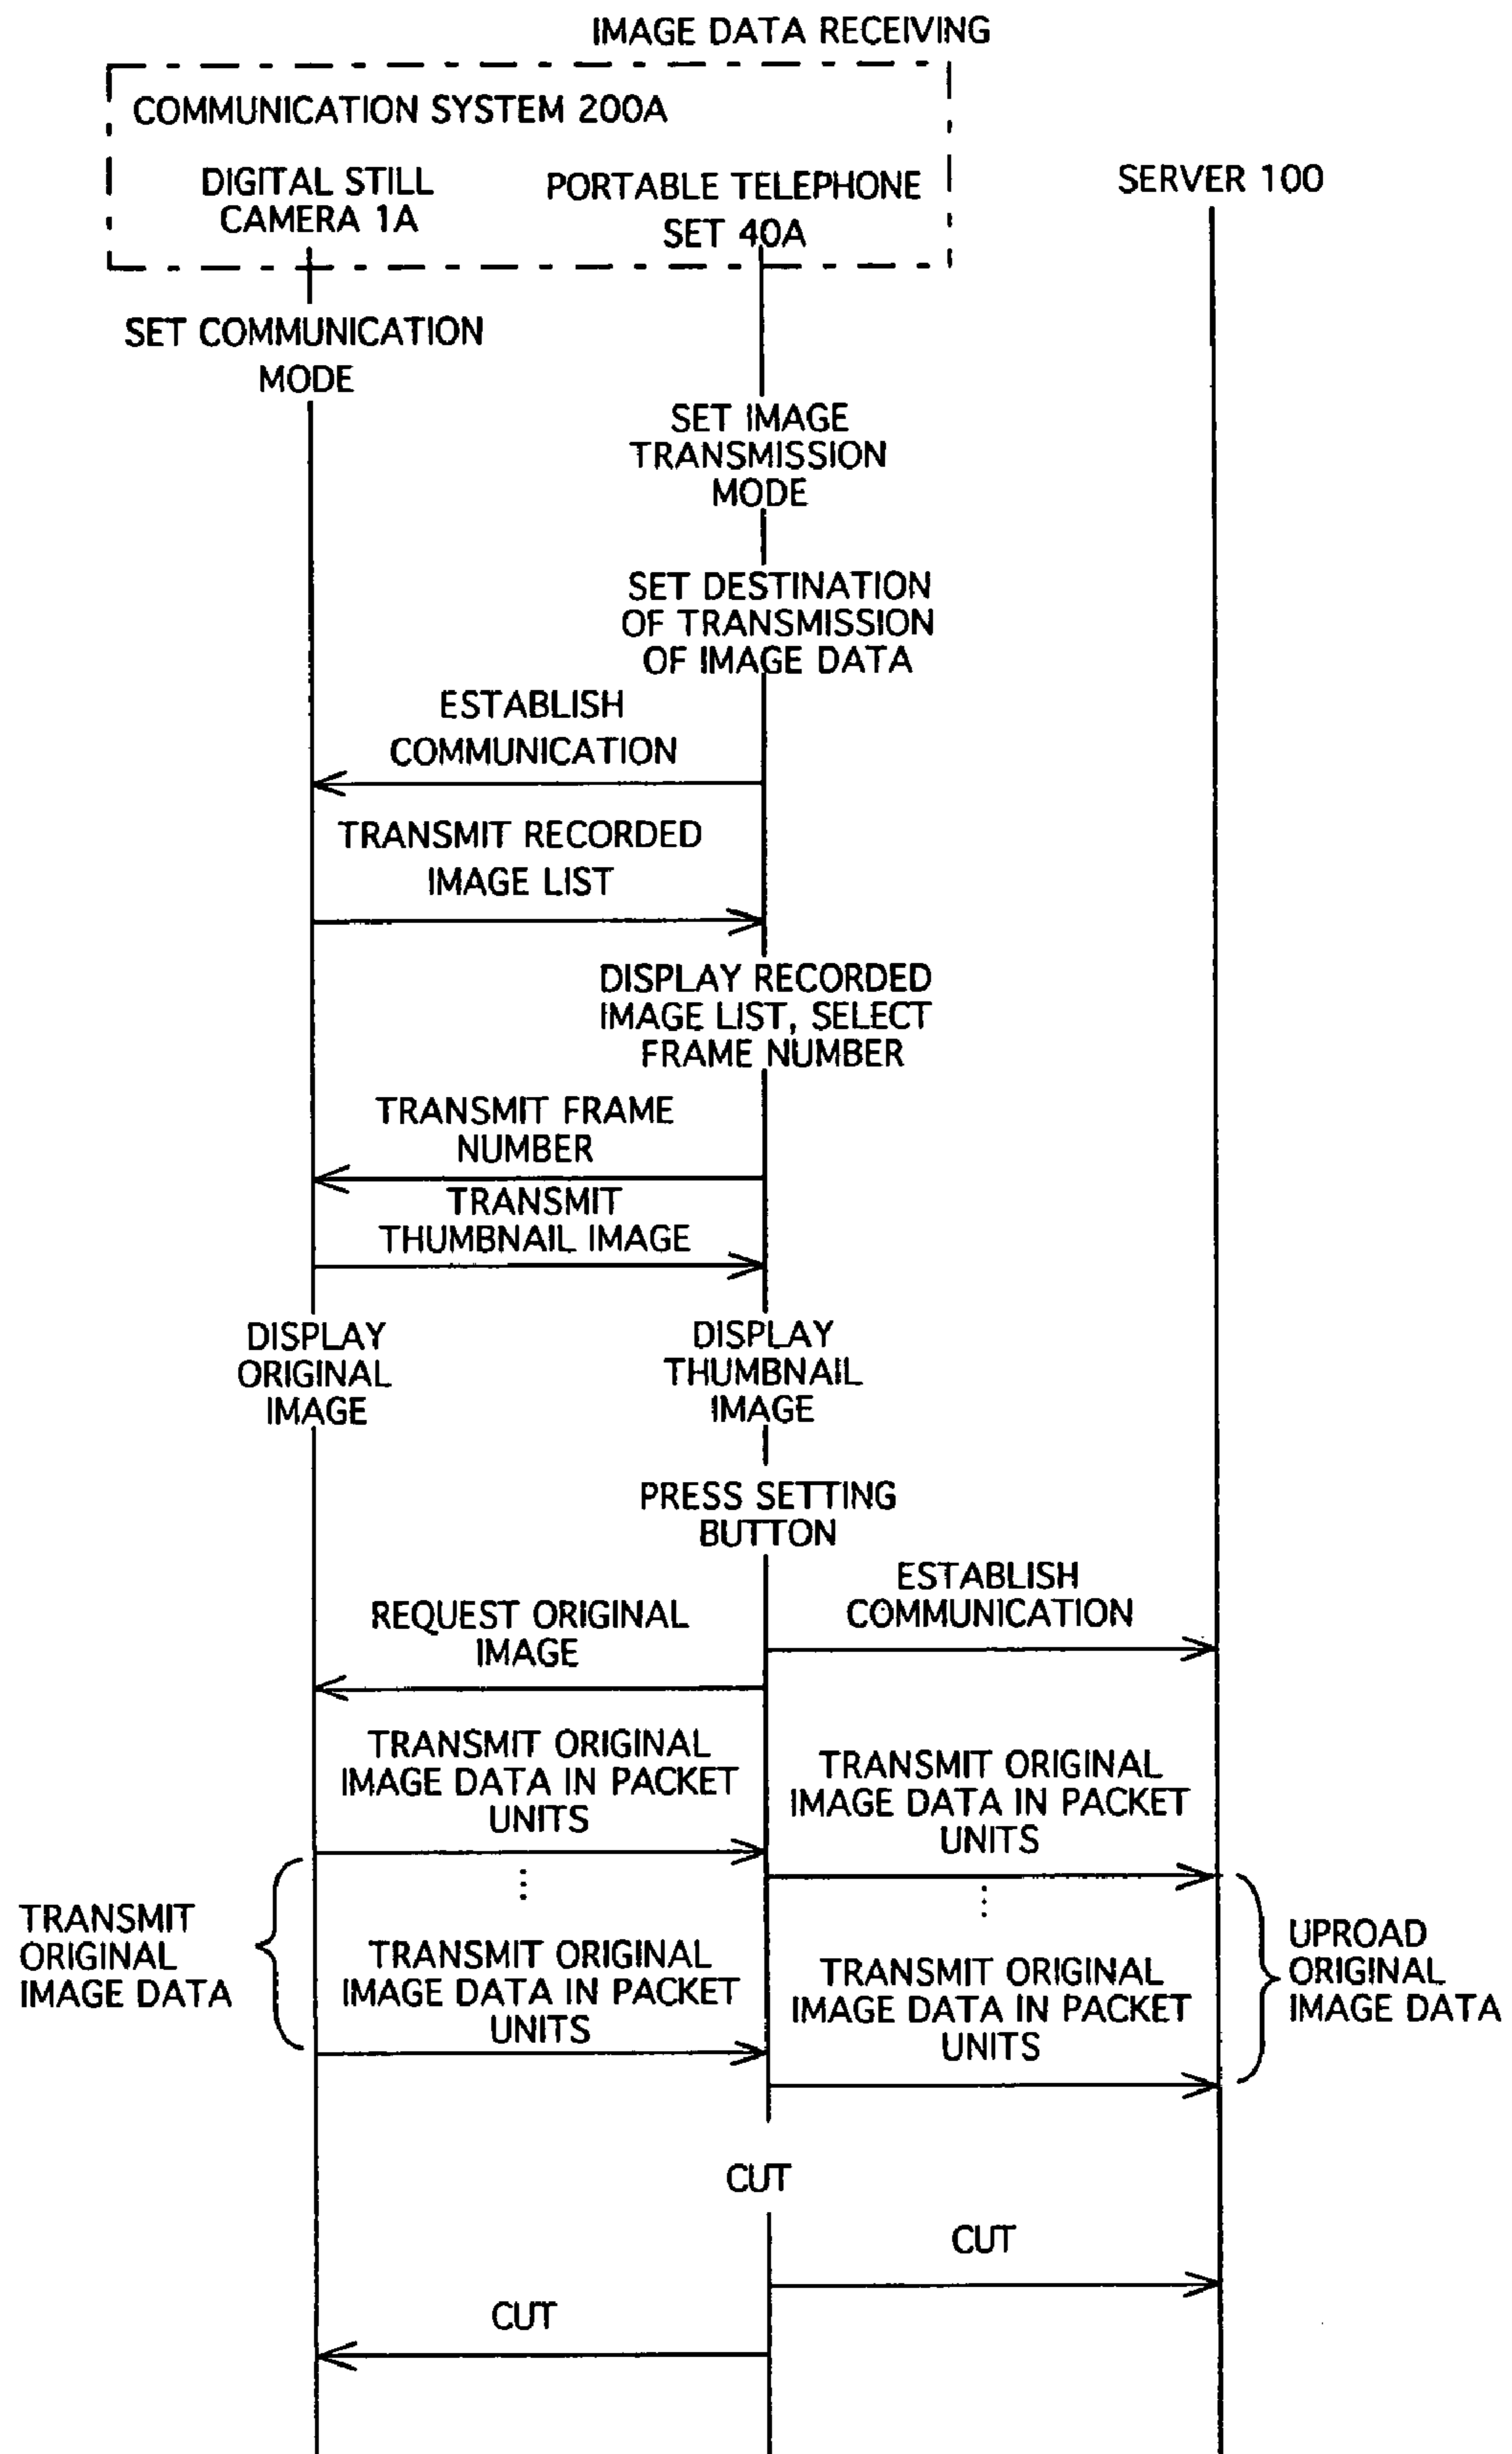 IMAGE DATA RECEIVING
COMMUNICATION SYSTEM 200A
DIGITAL STILL
CAMERA 1A
PORTABLE TELEPHONE
SET 40A
SERVER 100
SET COMMUNICATION
MODE
SET IMAGE
TRANSMISSION
MODE
SET DESTINATION
OF TRANSMISSION
OF IMAGE DATA
ESTABLISH
COMMUNICATION
TRANSMIT RECORDED
IMAGE LIST
DISPLAY RECORDED
IMAGE LIST, SELECT
FRAME NUMBER
TRANSMIT FRAME
NUMBER
TRANSMIT
THUMBNAIL IMAGE
DISPLAY
ORIGINAL
IMAGE
DISPLAY
THUMBNAIL
IMAGE
PRESS SETTING
BUTTON
ESTABLISH
COMMUNICATION
REQUEST ORIGINAL
IMAGE
TRANSMIT ORIGINAL
IMAGE DATA IN PACKET
UNITS
TRANSMIT ORIGINAL
IMAGE DATA IN PACKET
UNITS
TRANSMIT
ORIGINAL
IMAGE DATA
TRANSMIT ORIGINAL
IMAGE DATA IN PACKET
UNITS
TRANSMIT ORIGINAL
IMAGE DATA IN PACKET
UNITS
UPROAD
ORIGINAL
IMAGE DATA
CUT
CUT
CUT